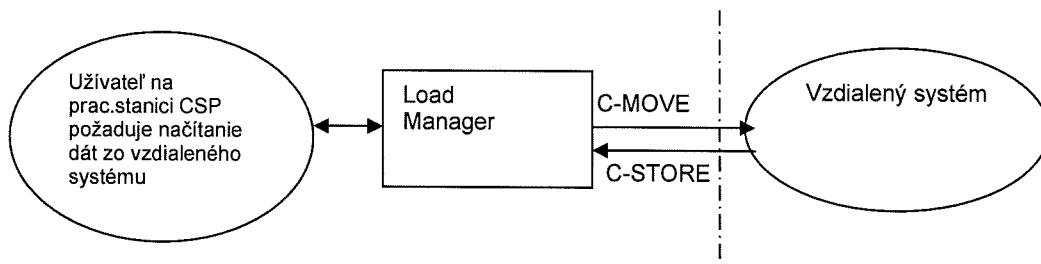 Užívateľ na
prac.stanici CSP
požaduje načítanie
dát zo vzdialeného
systému
Load
Manager
C-MOVE
C-STORE
Vzdialený systém